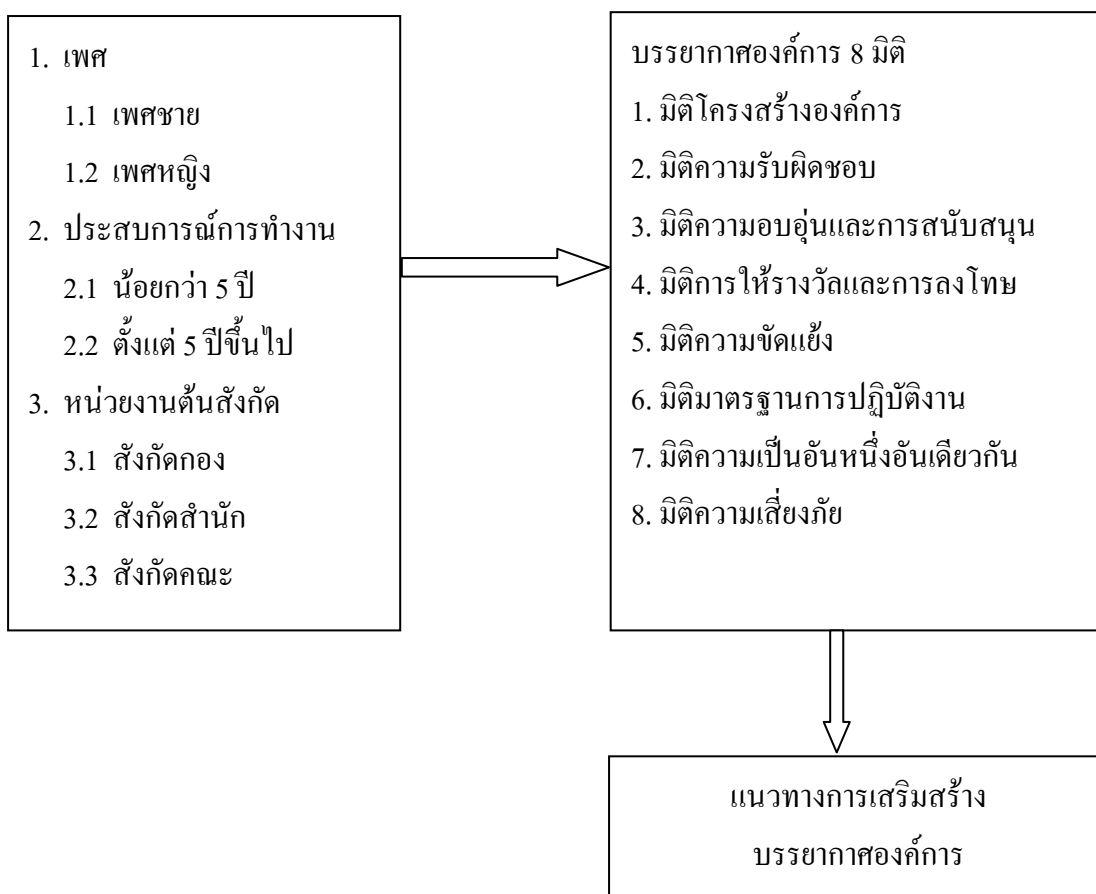 1. เพศ
1.1 เพศชาย
1.2 เพศหญิง
2. ประสบการณ์การทำงาน
2.1 น้อยกว่า 5 ปี
2.2 ตั้งแต่ 5 ปีขึ้นไป
3. หน่วยงานต้นสังกัด
3.1 สังกัดกอง
3.2 สังกัดสำนัก
3.3 สังกัดคณะ
บรรยากาศองค์การ 8 มิติ
1. มิติโครงสร้างองค์การ
2. มิติความรับผิดชอบ
3. มิติความอบอุ่นและการสนับสนุน
4. มิติการให้รางวัลและการลงโทษ
5. มิติความขัดแย้ง
6. มิติมาตรฐานการปฏิบัติงาน
7. มิติความเป็นอันหนึ่งอันเดียวกัน
8. มิติความเสี่ยงภัย
แนวทางการเสริมสร้าง
บรรยากาศองค์การ